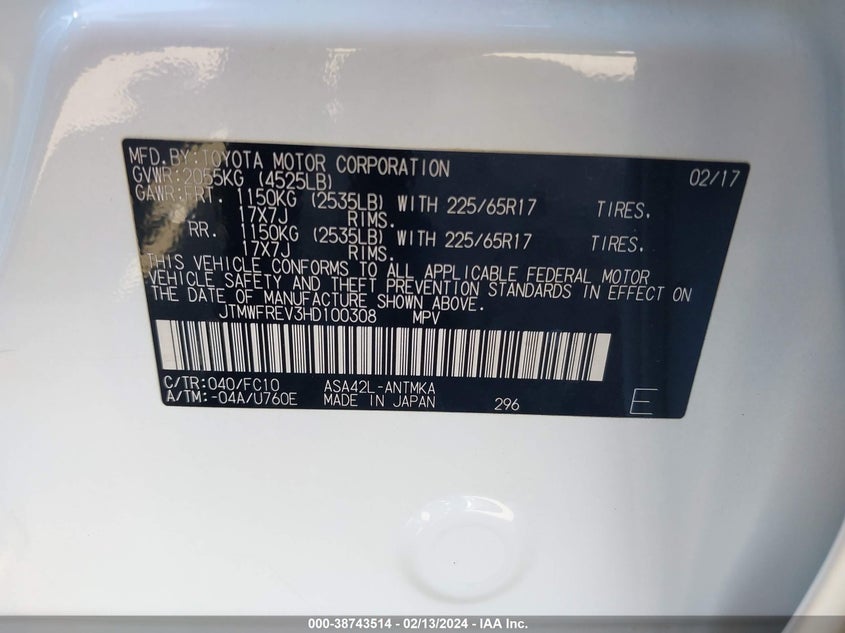 MFD.BY:TOYOTA MOTOR CORPORATION 02/17
GVWR:2055KG (4525LB)
GAWR:FRT. 1150KG (2535LB) WITH 225/65R17 TIRES.
17X7J RIMS.
RR. 1150KG (2535LB) WITH 225/65R17 TIRES.
17X7J RIMS.
THIS VEHICLE CONFORMS TO ALL APPLICABLE FEDERAL MOTOR
VEHICLE SAFETY AND THEFT PREVENTION STANDARDS IN EFFECT ON
THE DATE OF MANUFACTURE SHOWN ABOVE.
JTMWFREV3HD100308 MPV
C/TR:040/FC10 ASA42L-ANTMKA
A/TM:-04A/U760E MADE IN JAPAN 296 E
000-38743514 - 02/13/2024 - IAA Inc.